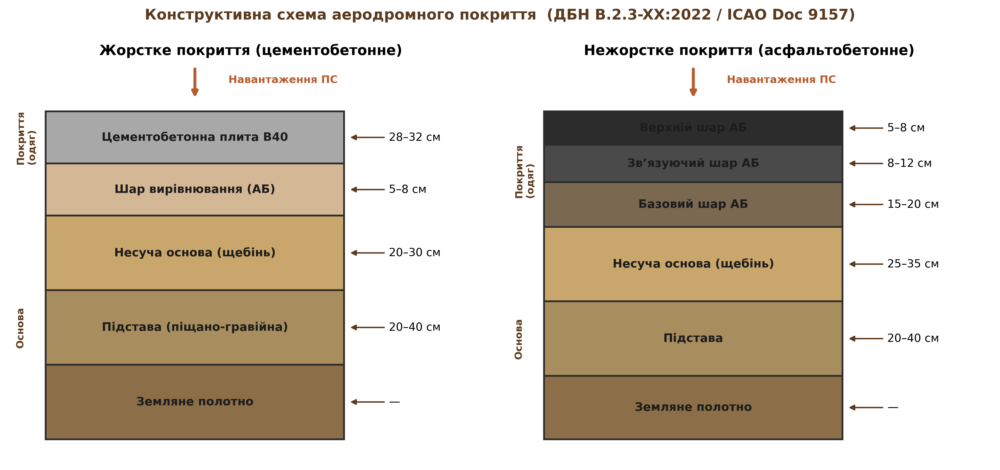 Конструктивна схема аеродромного покриття  (ДБН В.2.3-ХХ:2022 / ICAO Doc 9157)
Жорстке покриття (цементобетонне)
Навантаження ПС
Покриття
(одяг)
Основа
Цементобетонна плита В40
28–32 см
Шар вирівнювання (АБ)
5–8 см
Несуча основа (щебінь)
20–30 см
Підстава (піщано-гравійна)
20–40 см
Земляне полотно
—
Нежорстке покриття (асфальтобетонне)
Навантаження ПС
Покриття
(одяг)
Основа
Верхній шар АБ
5–8 см
Зв’язуючий шар АБ
8–12 см
Базовий шар АБ
15–20 см
Несуча основа (щебінь)
25–35 см
Підстава
20–40 см
Земляне полотно
—